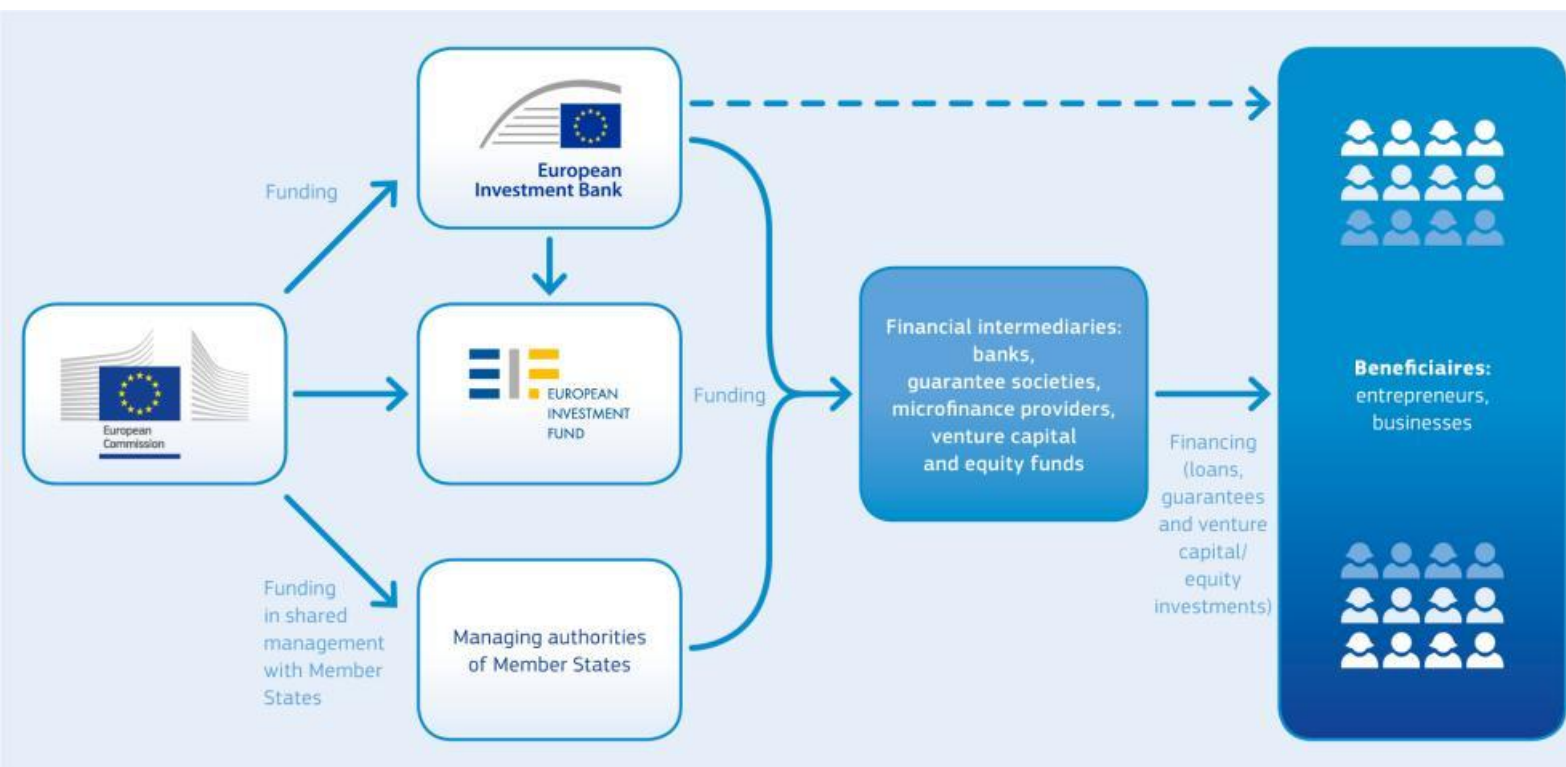 European
Investment Bank
Funding
European
Commission
EUROPEAN
INVESTMENT
FUND
Funding
Financial intermediaries:
banks,
guarantee societies,
microfinance providers,
venture capital
and equity funds
Beneficiaires:
entrepreneurs,
businesses
Financing
(loans,
guarantees
and venture
capital/
equity
investments)
Funding
in shared
management
with Member
States
Managing authorities
of Member States